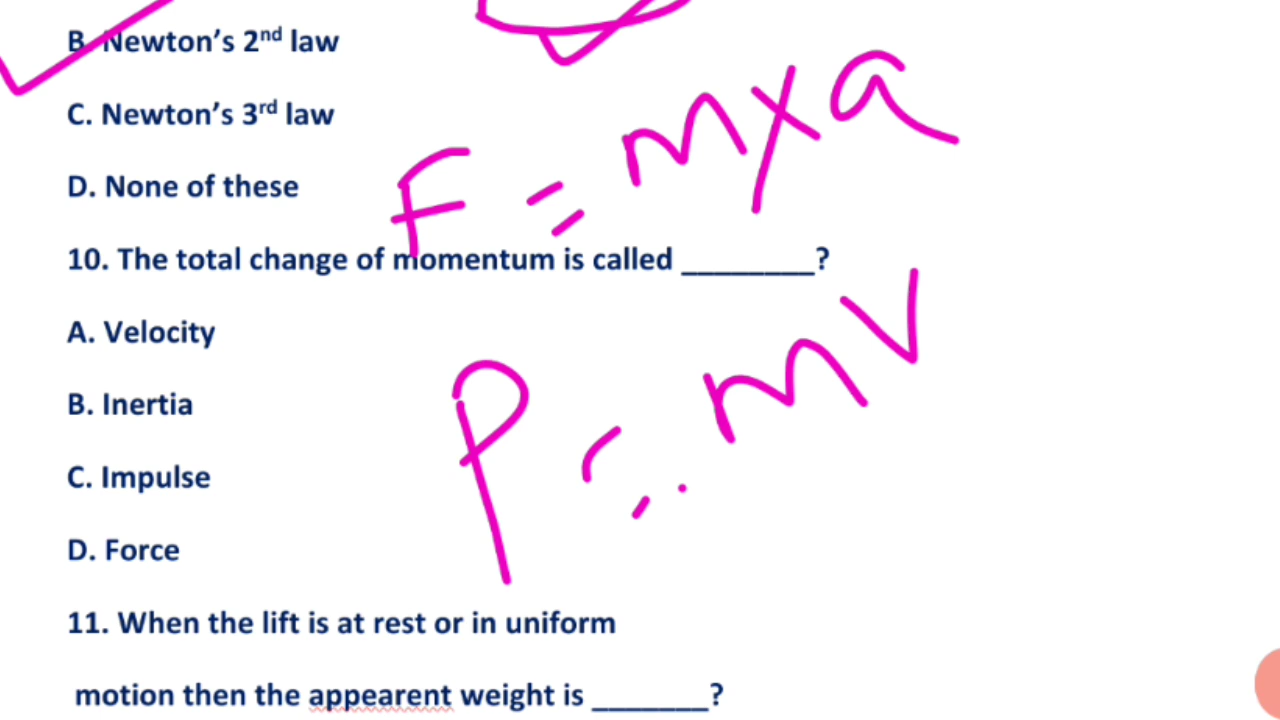 B. Newton’s 2nd law
C. Newton’s 3rd law
F = m x a
D. None of these
10. The total change of momentum is called ________?
A. Velocity
P = mv
B. Inertia
C. Impulse
D. Force
11. When the lift is at rest or in uniform
motion then the appearent weight is _______?